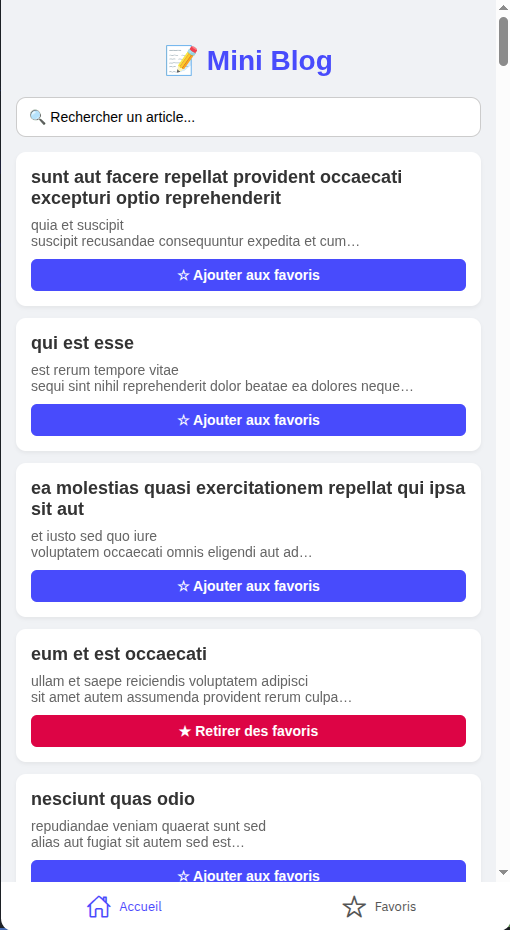 📝 Mini Blog
🔍 Rechercher un article...
sunt aut facere repellat provident occaecati
excepturi optio reprehenderit
quia et suscipit
suscipit recusandae consequuntur expedita et cum…
☆ Ajouter aux favoris
qui est esse
est rerum tempore vitae
sequi sint nihil reprehenderit dolor beatae ea dolores neque…
☆ Ajouter aux favoris
ea molestias quasi exercitationem repellat qui ipsa
sit aut
et iusto sed quo iure
voluptatem occaecati omnis eligendi aut ad…
☆ Ajouter aux favoris
eum et est occaecati
ullam et saepe reiciendis voluptatem adipisci
sit amet autem assumenda provident rerum culpa…
★ Retirer des favoris
nesciunt quas odio
repudiandae veniam quaerat sunt sed
alias aut fugiat sit autem sed est…
☆ Ajouter aux favoris
Accueil
Favoris